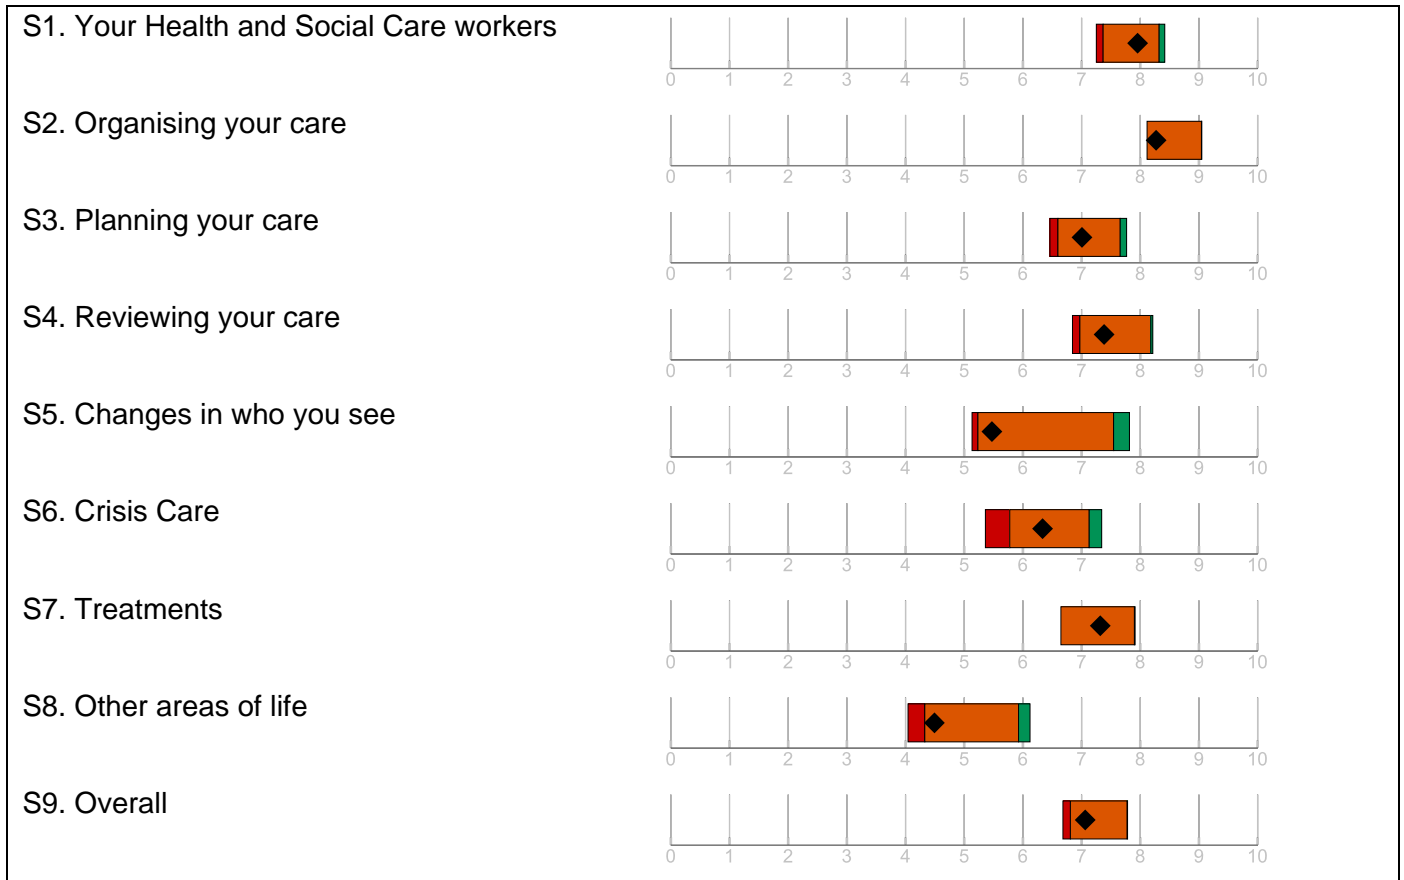 S1. Your Health and Social Care workers
0 1 2 3 4 5 6 7 8 9 10
S2. Organising your care
0 1 2 3 4 5 6 7 8 9 10
S3. Planning your care
0 1 2 3 4 5 6 7 8 9 10
S4. Reviewing your care
0 1 2 3 4 5 6 7 8 9 10
S5. Changes in who you see
0 1 2 3 4 5 6 7 8 9 10
S6. Crisis Care
0 1 2 3 4 5 6 7 8 9 10
S7. Treatments
0 1 2 3 4 5 6 7 8 9 10
S8. Other areas of life
0 1 2 3 4 5 6 7 8 9 10
S9. Overall
0 1 2 3 4 5 6 7 8 9 10